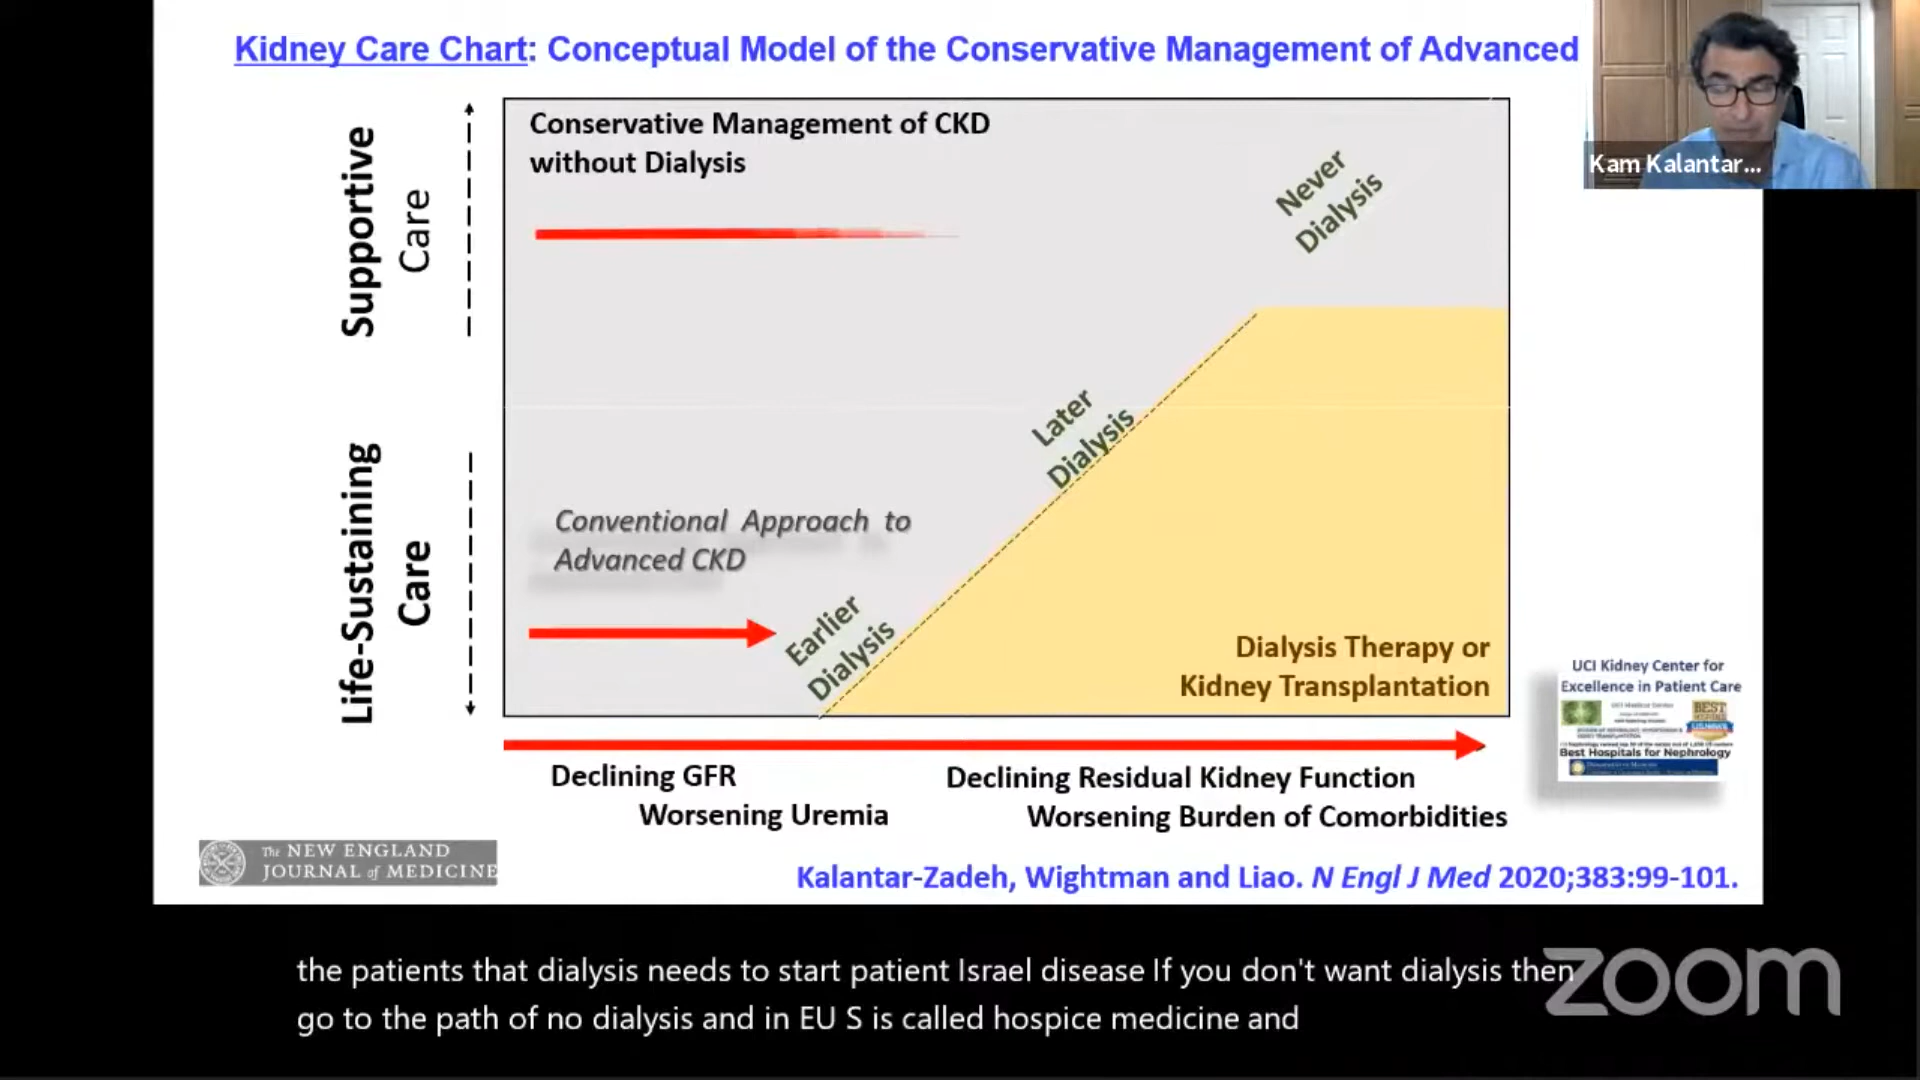 Kidney Care Chart: Conceptual Model of the Conservative Management of Advanced
Kam Kalantar...
Supportive
Care
Life-Sustaining
Care
Conservative Management of CKD
without Dialysis
Never
Dialysis
Later
Dialysis
Conventional Approach to
Advanced CKD
Earlier
Dialysis
Dialysis Therapy or
Kidney Transplantation
Declining GFR
Worsening Uremia
Declining Residual Kidney Function
Worsening Burden of Comorbidities
UCI Kidney Center for
Excellence in Patient Care
UCI Medical Center
BEST
Best Hospitals for Nephrology
The NEW ENGLAND
JOURNAL of MEDICINE
Kalantar-Zadeh, Wightman and Liao. N Engl J Med 2020;383:99-101.
the patients that dialysis needs to start patient Israel disease If you don't want dialysis then
go to the path of no dialysis and in EU S is called hospice medicine and
zoom